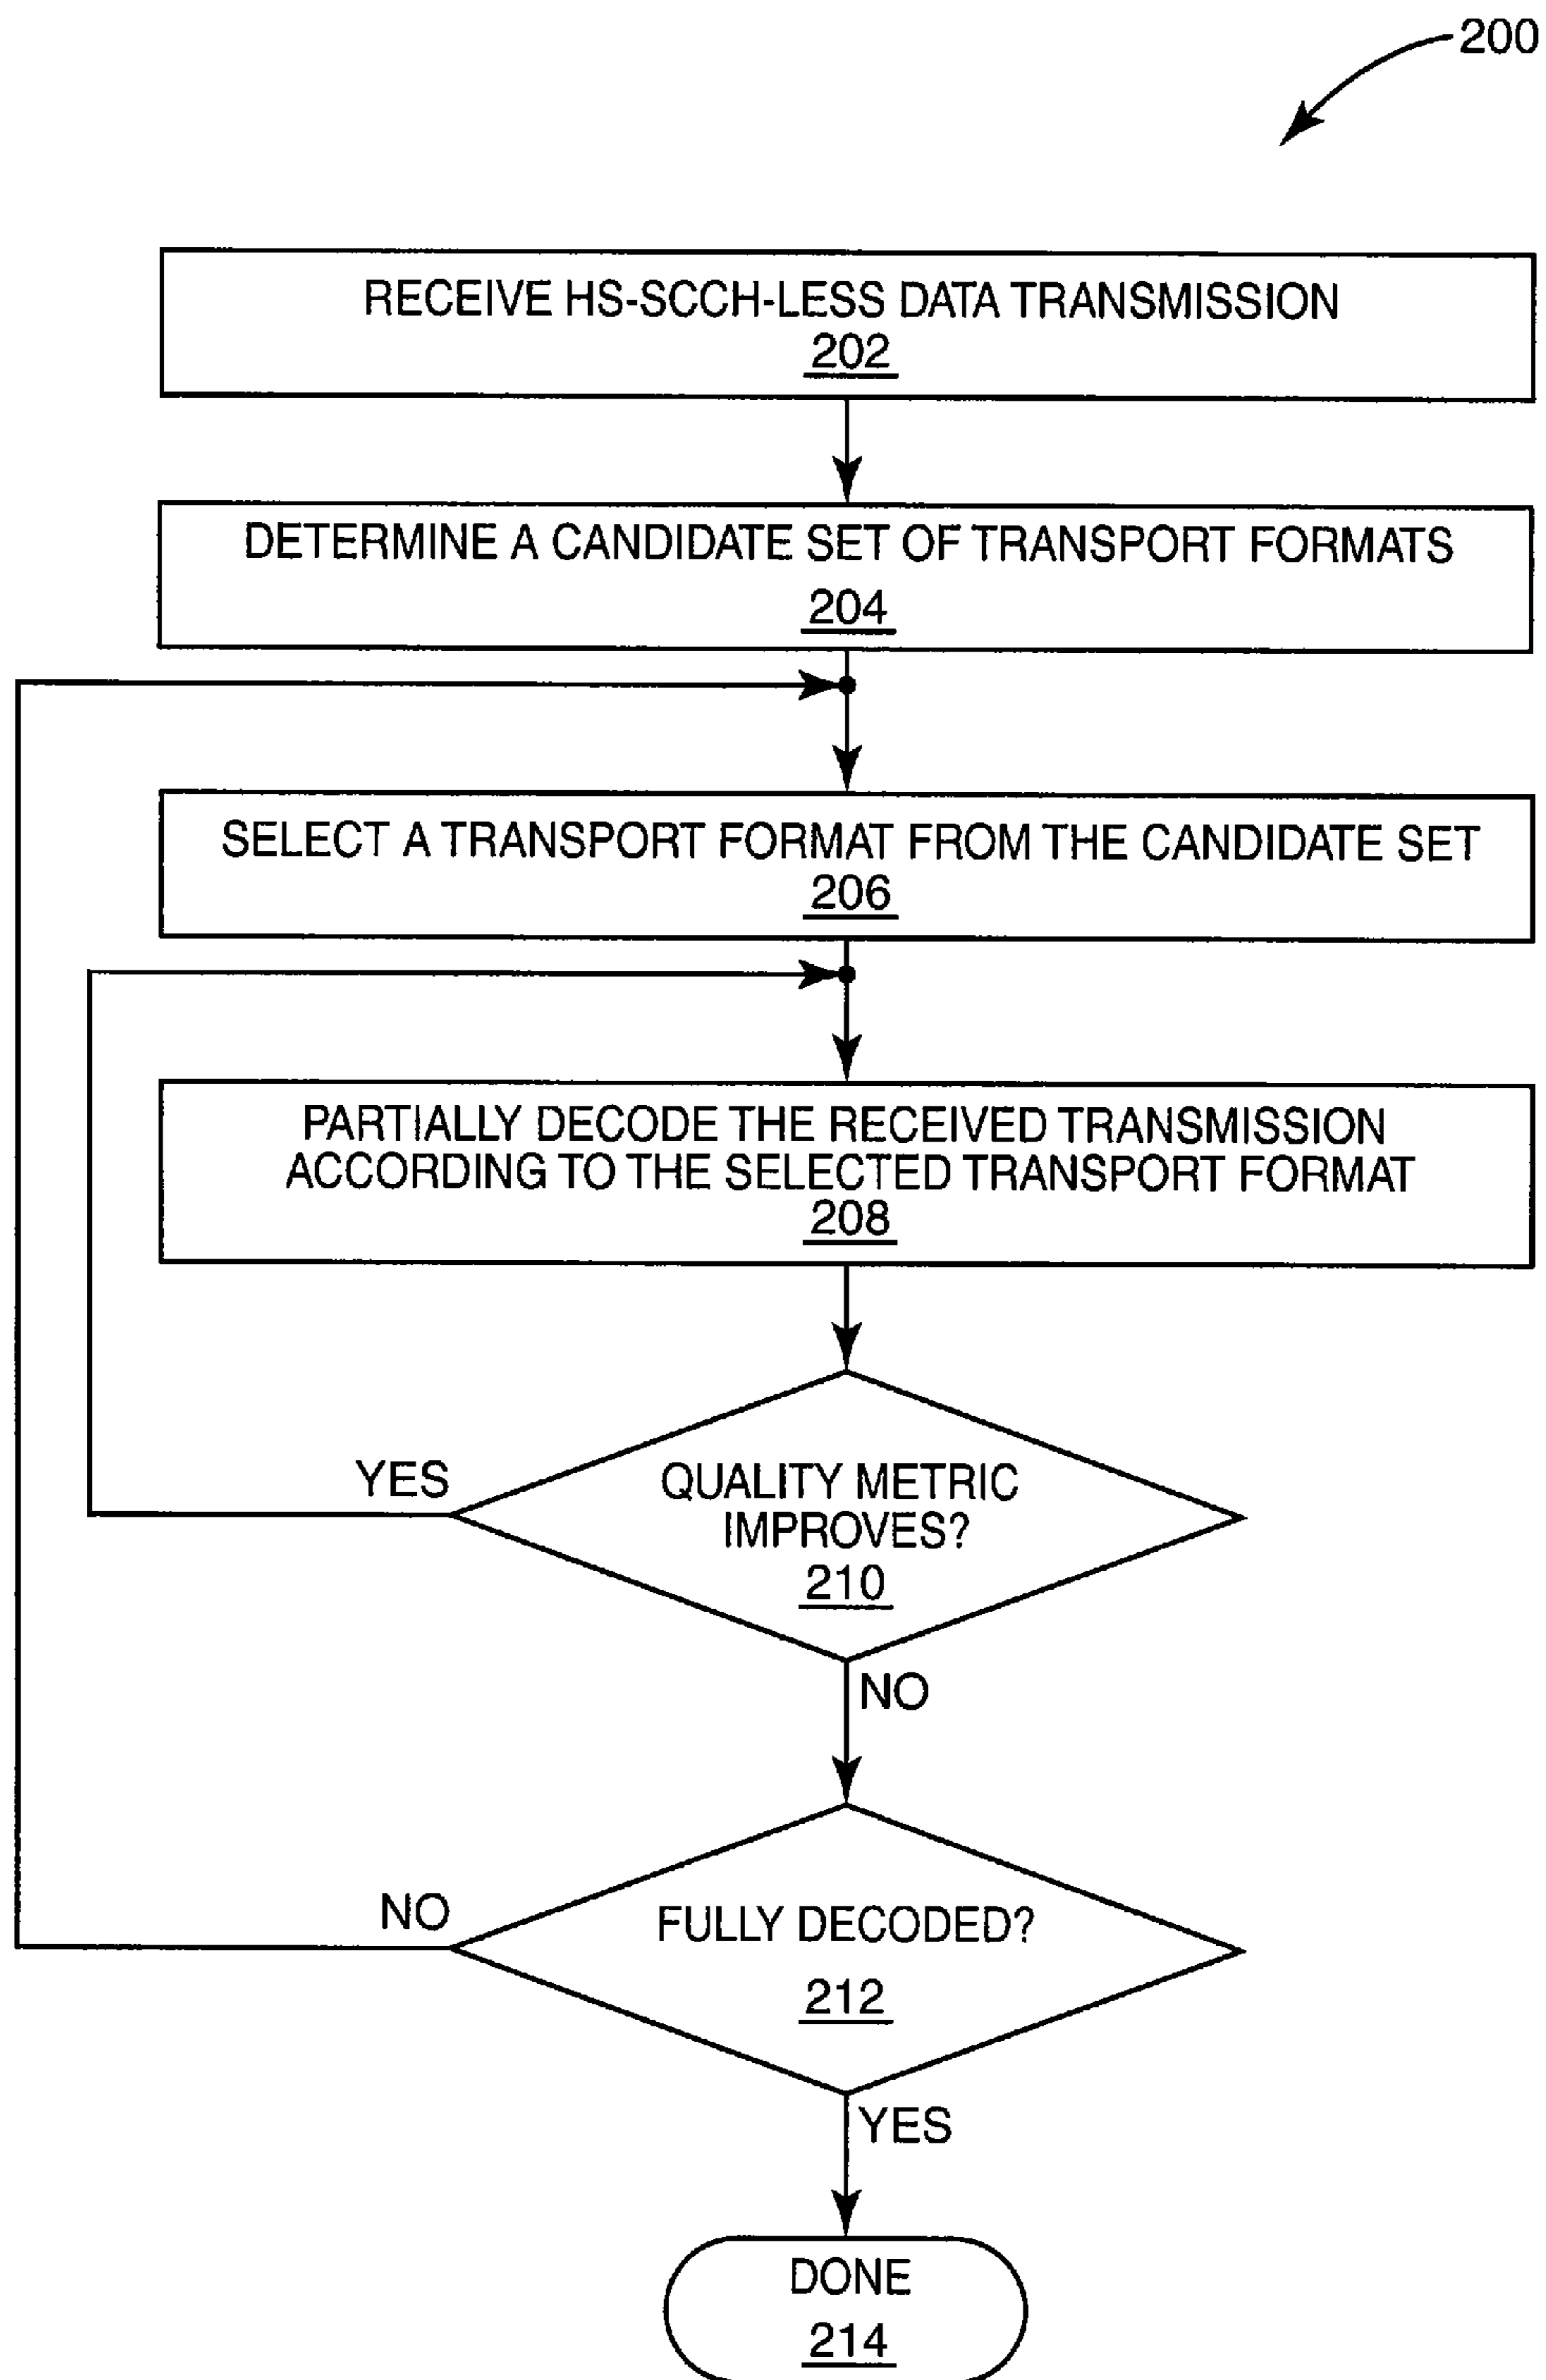 200
RECEIVE HS-SCCH-LESS DATA TRANSMISSION
202
DETERMINE A CANDIDATE SET OF TRANSPORT FORMATS
204
SELECT A TRANSPORT FORMAT FROM THE CANDIDATE SET
206
PARTIALLY DECODE THE RECEIVED TRANSMISSION
ACCORDING TO THE SELECTED TRANSPORT FORMAT
208
YES
QUALITY METRIC
IMPROVES?
210
NO
NO
FULLY DECODED?
212
YES
DONE
214